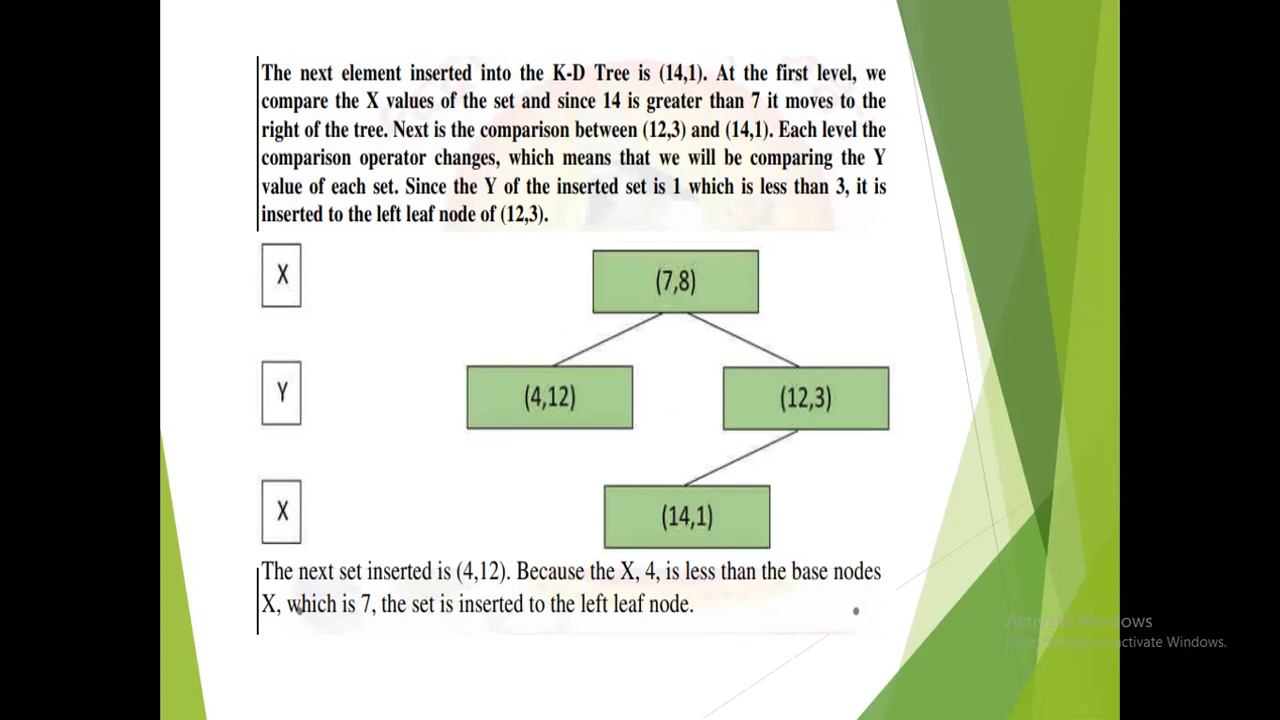 The next element inserted into the K-D Tree is (14,1). At the first level, we
compare the X values of the set and since 14 is greater than 7 it moves to the
right of the tree. Next is the comparison between (12,3) and (14,1). Each level the
comparison operator changes, which means that we will be comparing the Y
value of each set. Since the Y of the inserted set is 1 which is less than 3, it is
inserted to the left leaf node of (12,3).
X
(7,8)
Y
(4,12)
(12,3)
X
(14,1)
The next set inserted is (4,12). Because the X, 4, is less than the base nodes
X, which is 7, the set is inserted to the left leaf node.
Activate Windows
activate Windows.